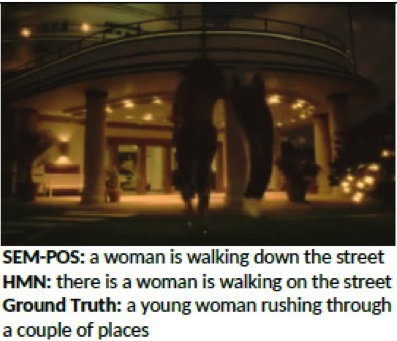 SEM-POS: a woman is walking down the street
HMN: there is a woman is walking on the street
Ground Truth: a young woman rushing through
a couple of places